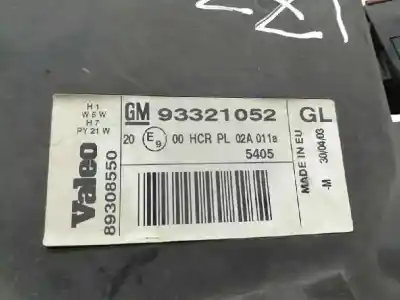 H1
W5W
H7
PY 21 W
Valeo
89308550
GM 93321052
20 E9 00 HCR PL 02A 011a
5405
GL
MADE IN EU
30/04/03
-M